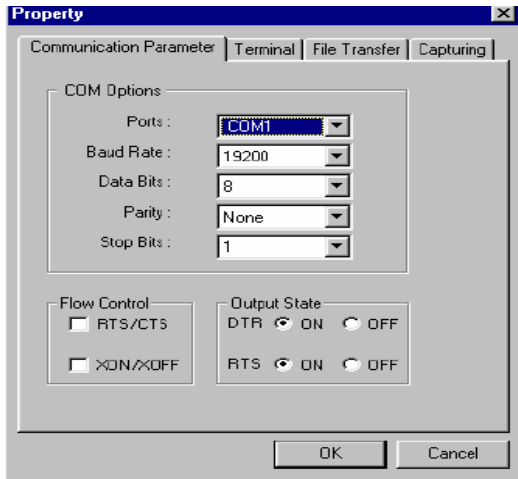 Property
Communication Parameter Terminal File Transfer Capturing
COM Options
Ports : COM1
Baud Rate : 19200
Data Bits : 8
Parity : None
Stop Bits : 1
Flow Control
RTS/CTS
XON/XOFF
Output State
DTR ON OFF
RTS ON OFF
OK Cancel